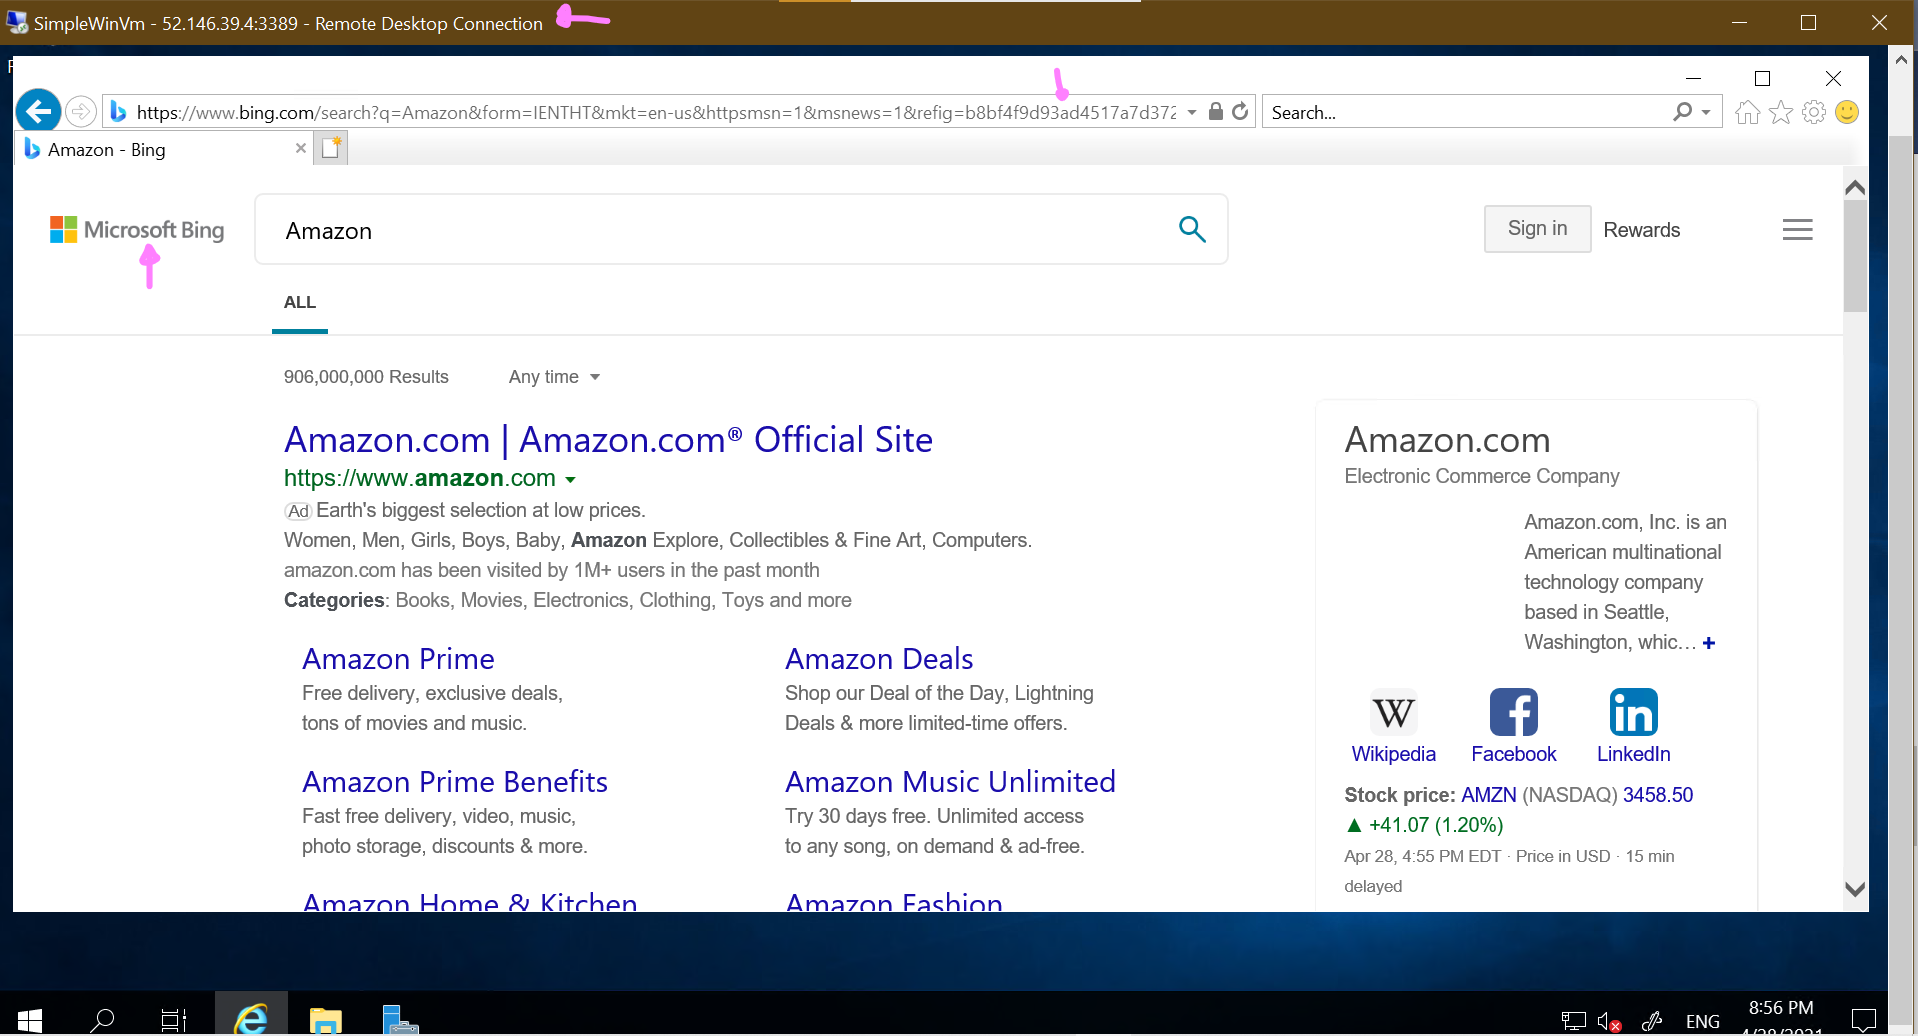 SimpleWinVm - 52.146.39.4:3389 - Remote Desktop Connection
https://www.bing.com/search?q=Amazon&form=IENTHT&mkt=en-us&httpsmsn=1&msnews=1&refig=b8bf4f9d93ad4517a7d372
Search...
Amazon - Bing
Microsoft Bing
Amazon
Sign in
Rewards
ALL
906,000,000 Results
Any time
Amazon.com | Amazon.com® Official Site
https://www.amazon.com
Ad Earth's biggest selection at low prices.
Women, Men, Girls, Boys, Baby, Amazon Explore, Collectibles & Fine Art, Computers.
amazon.com has been visited by 1M+ users in the past month
Categories: Books, Movies, Electronics, Clothing, Toys and more
Amazon Prime
Free delivery, exclusive deals,
tons of movies and music.
Amazon Deals
Shop our Deal of the Day, Lightning
Deals & more limited-time offers.
Amazon Prime Benefits
Fast free delivery, video, music,
photo storage, discounts & more.
Amazon Music Unlimited
Try 30 days free. Unlimited access
to any song, on demand & ad-free.
Amazon Home & Kitchen
Amazon Fashion
Amazon.com
Electronic Commerce Company
Amazon.com, Inc. is an
American multinational
technology company
based in Seattle,
Washington, whic... +
W
Wikipedia
f
Facebook
in
LinkedIn
Stock price: AMZN (NASDAQ) 3458.50
▲ +41.07 (1.20%)
Apr 28, 4:55 PM EDT · Price in USD · 15 min
delayed
ENG
8:56 PM
4/28/2021